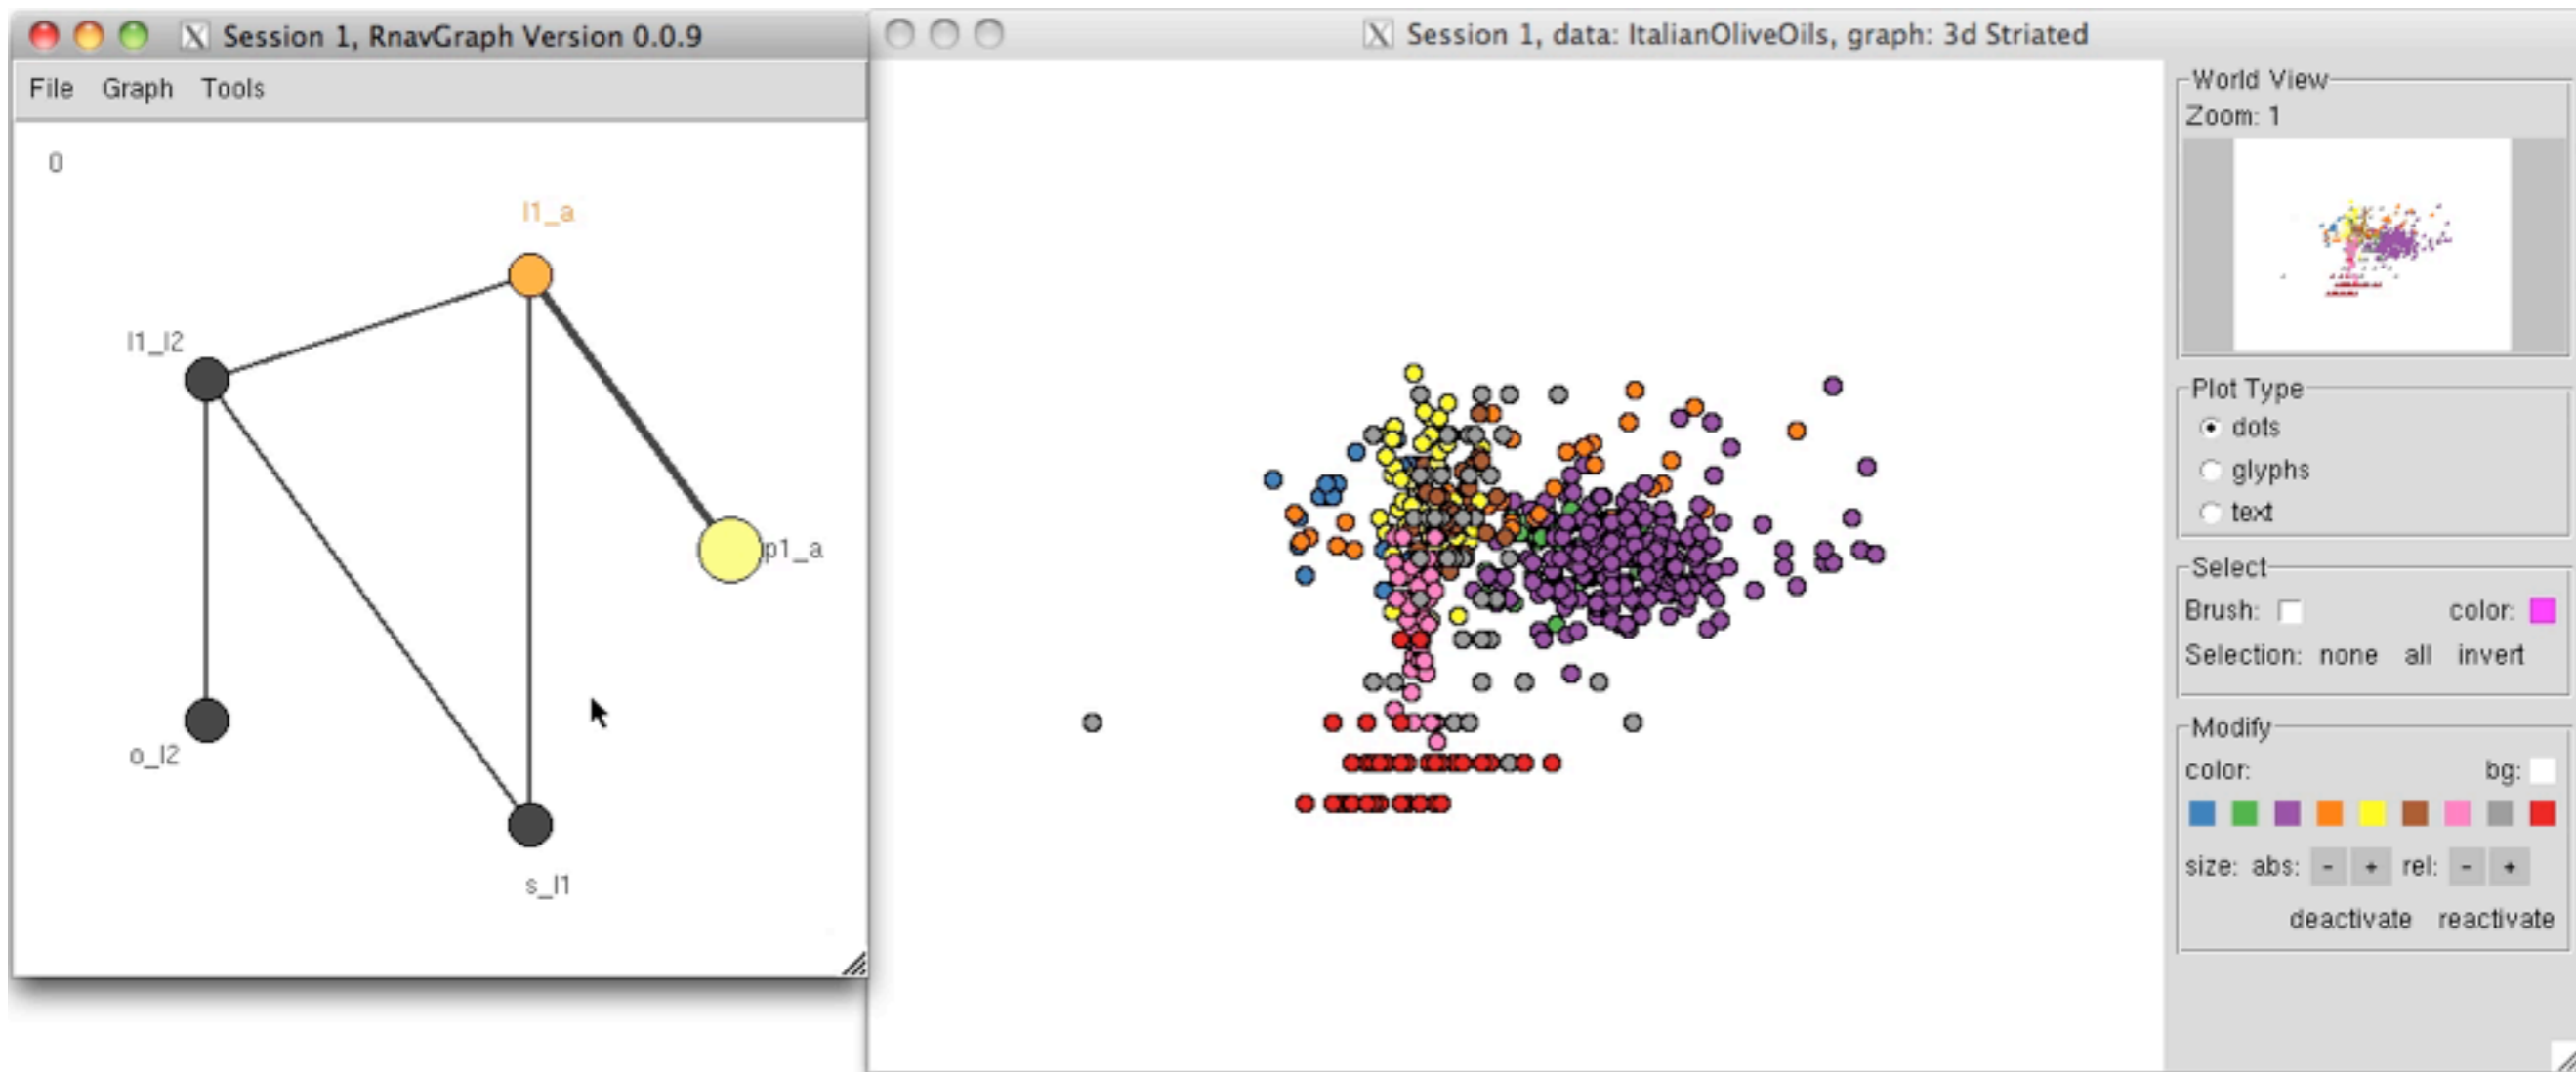 Session 1, RnavGraph Version 0.0.9
File Graph Tools
0
l1_a
l1_l2
p1_a
o_l2
s_l1
Session 1, data: ItalianOliveOils, graph: 3d Striated
World View
Zoom: 1
Plot Type
dots
glyphs
text
Select
Brush: color:
Selection: none all invert
Modify
color: bg:
size: abs: - + rel: - +
deactivate reactivate